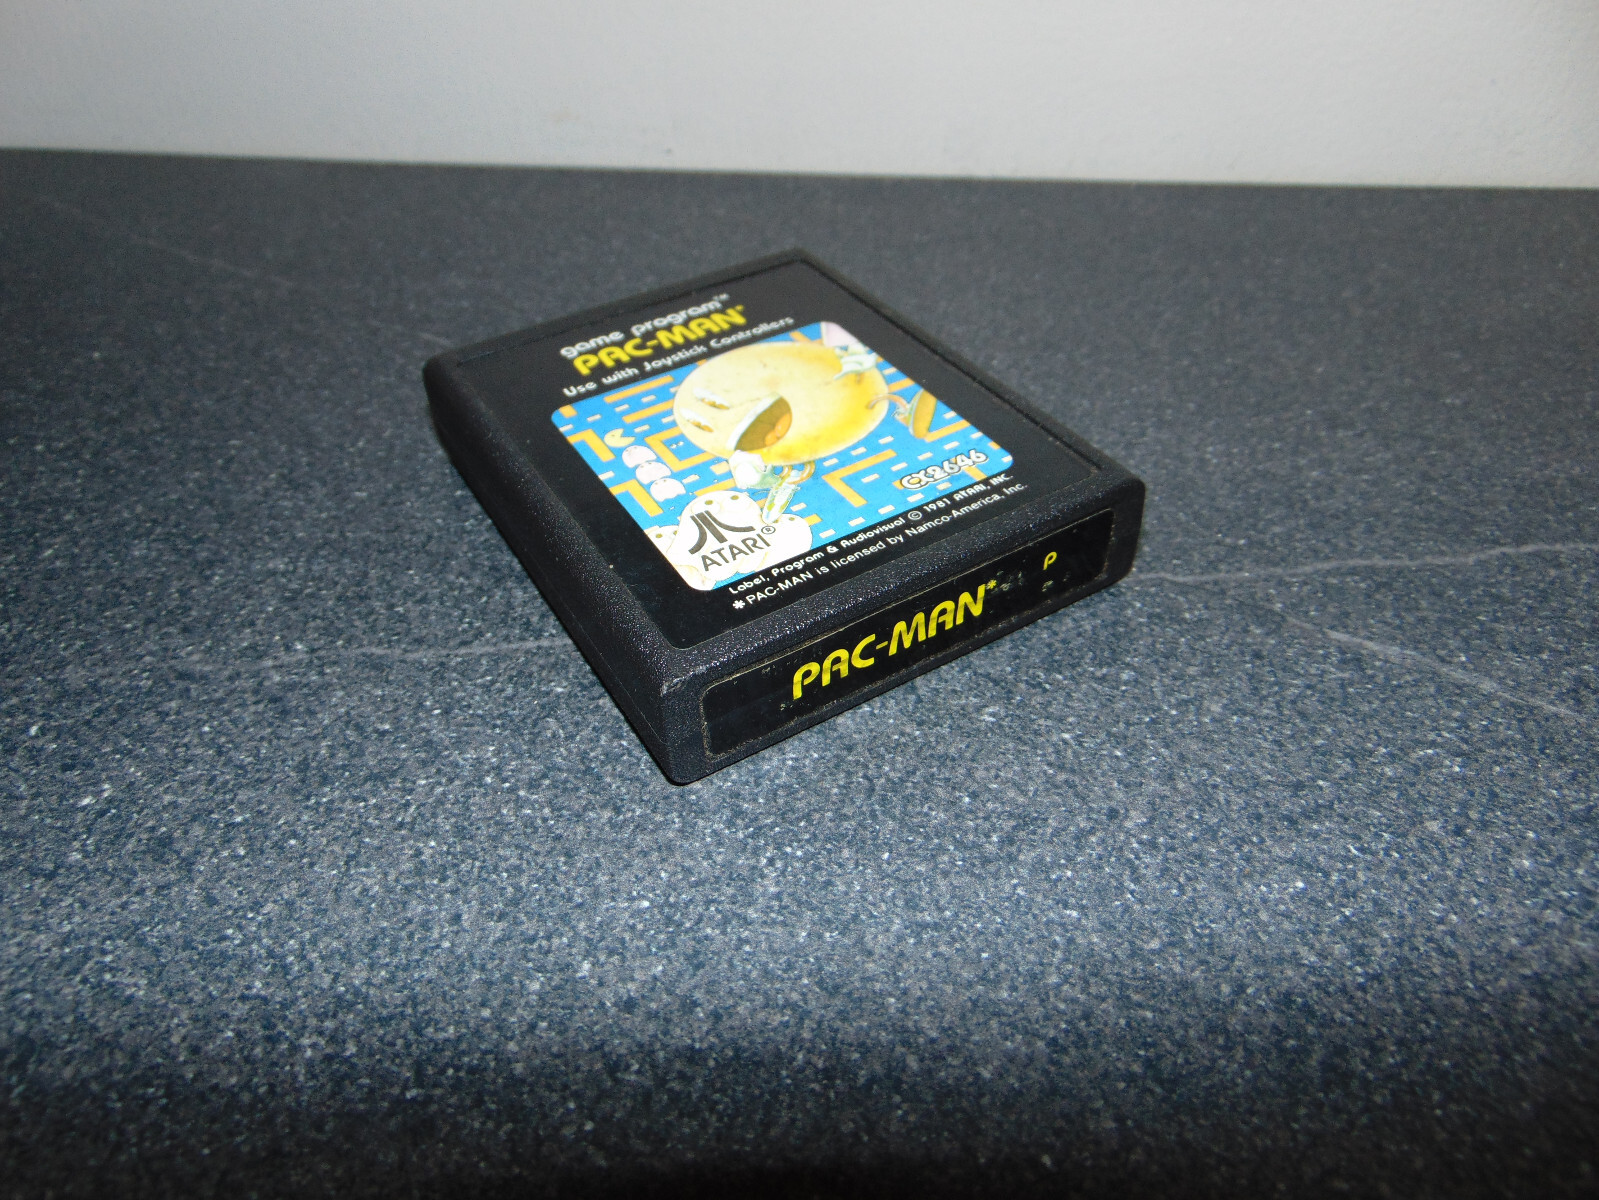 game program™
PAC-MAN*
Use with Joystick Controllers
CX2646
ATARI®
Label, Program & Audiovisual © 1981 ATARI, INC.
*PAC-MAN is licensed by Namco-America, Inc.
PAC-MAN* P